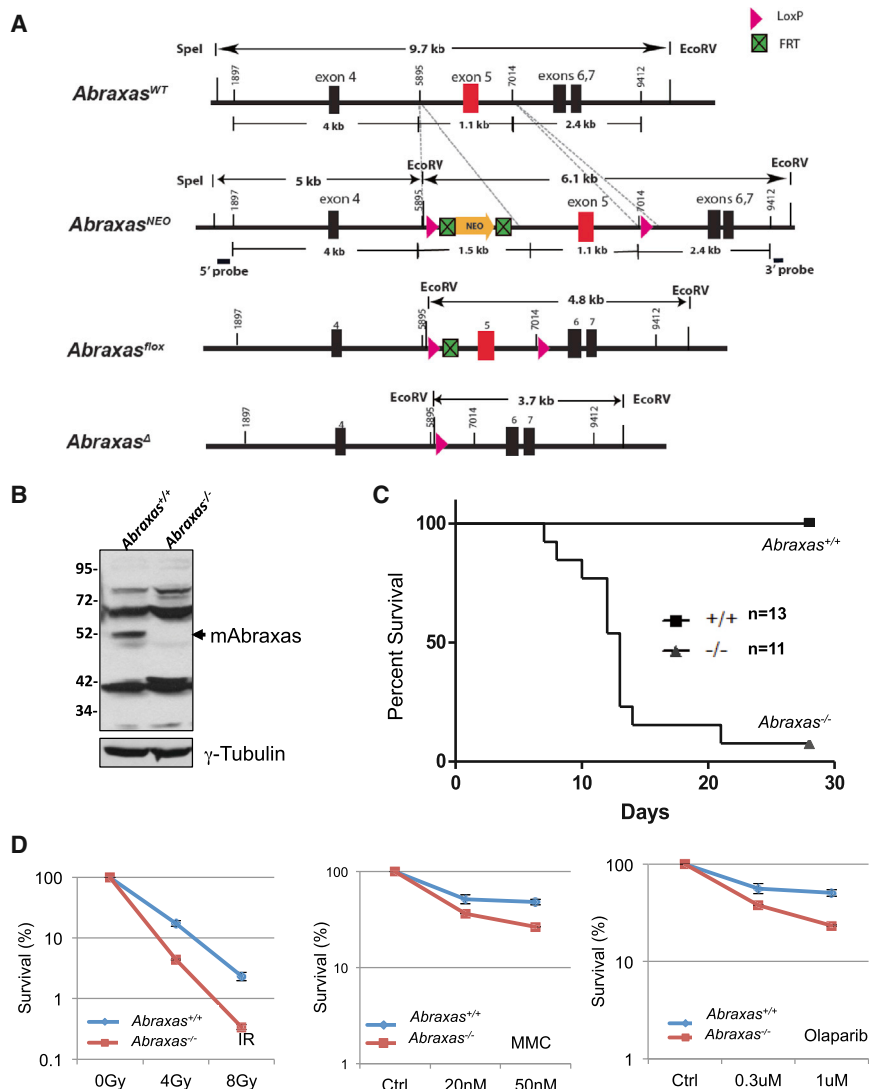 A
LoxP
FRT
SpeI
9.7 kb
EcoRV
1897
exon 4
5895
exon 5
7014
exons 6,7
9412
Abraxas^WT
4 kb
1.1 kb
2.4 kb
SpeI
5 kb
EcoRV
6.1 kb
EcoRV
1897
exon 4
5895
exon 5
7014
exons 6,7
9412
Abraxas^NEO
NEO
4 kb
1.5 kb
1.1 kb
2.4 kb
5' probe
3' probe
EcoRV
4.8 kb
EcoRV
1897
4
5895
5
7014
6
7
9412
Abraxas^flox
EcoRV
3.7 kb
EcoRV
1897
4
5895
7014
6
7
9412
Abraxas^Δ
B
Abraxas+/+
Abraxas-/-
95-
72-
52-
42-
34-
mAbraxas
γ-Tubulin
C
Percent Survival
100
50
0
Abraxas+/+
+/+ n=13
-/- n=11
Abraxas-/-
0
10
20
30
Days
D
Survival (%)
100
10
1
0.1
Abraxas+/+
Abraxas-/-
IR
0Gy
4Gy
8Gy
Survival (%)
100
10
1
Abraxas+/+
Abraxas-/-
MMC
Ctrl
20nM
50nM
Survival (%)
100
10
1
Abraxas+/+
Abraxas-/-
Olaparib
Ctrl
0.3uM
1uM